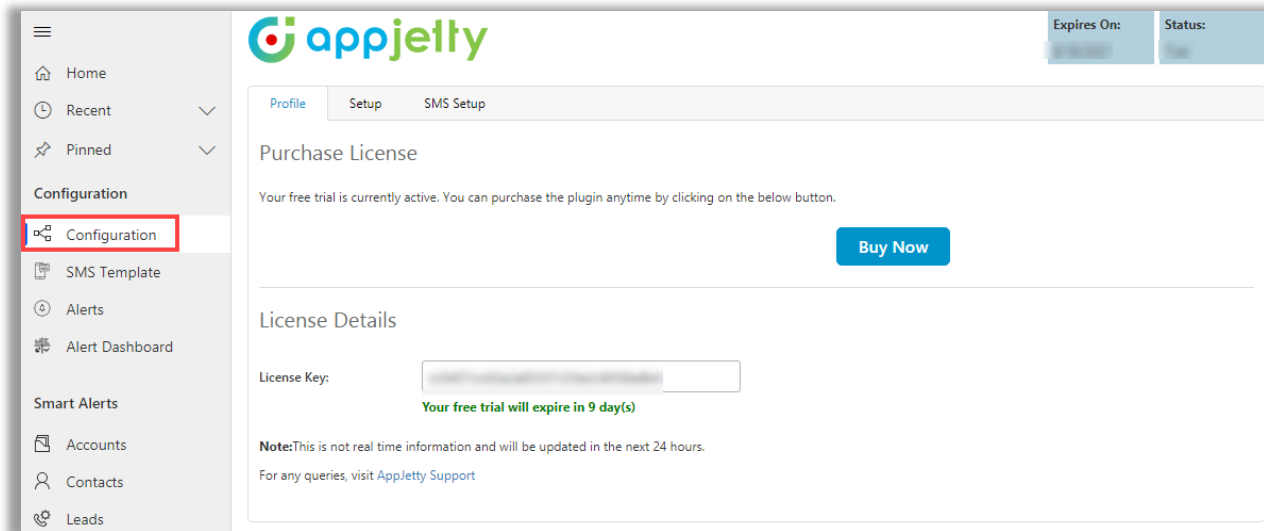 appjetty
Expires On:
Status:
Home
Recent
Pinned
Configuration
Configuration
SMS Template
Alerts
Alert Dashboard
Smart Alerts
Accounts
Contacts
Leads
Profile
Setup
SMS Setup
Purchase License
Your free trial is currently active. You can purchase the plugin anytime by clicking on the below button.
Buy Now
License Details
License Key:
Your free trial will expire in 9 day(s)
Note:This is not real time information and will be updated in the next 24 hours.
For any queries, visit AppJetty Support